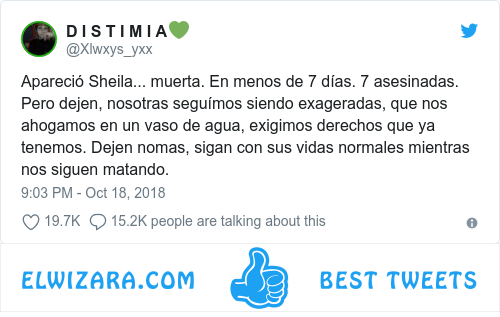 D I S T I M I A💚
@Xlwxys_yxx
Apareció Sheila... muerta. En menos de 7 días. 7 asesinadas.
Pero dejen, nosotras seguímos siendo exageradas, que nos
ahogamos en un vaso de agua, exigimos derechos que ya
tenemos. Dejen nomas, sigan con sus vidas normales mientras
nos siguen matando.
9:03 PM - Oct 18, 2018
19.7K 15.2K people are talking about this
ELWIZARA.COM BEST TWEETS